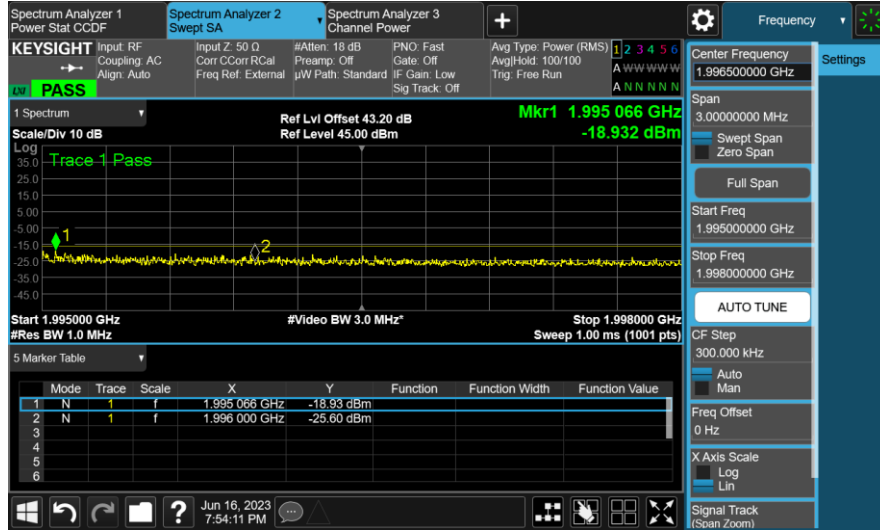 Spectrum Analyzer 1
Power Stat CCDF
Spectrum Analyzer 2
Swept SA
Spectrum Analyzer 3
Channel Power
+
Frequency
KEYSIGHT
Input: RF
Coupling: AC
Align: Auto
Input Z: 50 Ω
Corr CCorr RCal
Freq Ref: External
#Atten: 18 dB
Preamp: Off
µW Path: Standard
PNO: Fast
Gate: Off
IF Gain: Low
Sig Track: Off
Avg Type: Power (RMS)
Avg|Hold: 100/100
Trig: Free Run
1 2 3 4 5 6
A W W W W W
A N N N N N
LXI
PASS
1 Spectrum
Scale/Div 10 dB
Ref Lvl Offset 43.20 dB
Ref Level 45.00 dBm
Mkr1 1.995 066 GHz
-18.932 dBm
Log
Trace 1 Pass
35.0
25.0
15.0
5.00
-5.00
-15.0
-25.0
-35.0
-45.0
1
2
Start 1.995000 GHz
#Video BW 3.0 MHz*
Stop 1.998000 GHz
#Res BW 1.0 MHz
Sweep 1.00 ms (1001 pts)
5 Marker Table
Mode Trace Scale X Y Function Function Width Function Value
1 N 1 f 1.995 066 GHz -18.93 dBm
2 N 1 f 1.996 000 GHz -25.60 dBm
3
4
5
6
Center Frequency
1.996500000 GHz
Settings
Span
3.00000000 MHz
Swept Span
Zero Span
Full Span
Start Freq
1.995000000 GHz
Stop Freq
1.998000000 GHz
AUTO TUNE
CF Step
300.000 kHz
Auto
Man
Freq Offset
0 Hz
X Axis Scale
Log
Lin
Signal Track
(Span Zoom)
?
Jun 16, 2023
7:54:11 PM